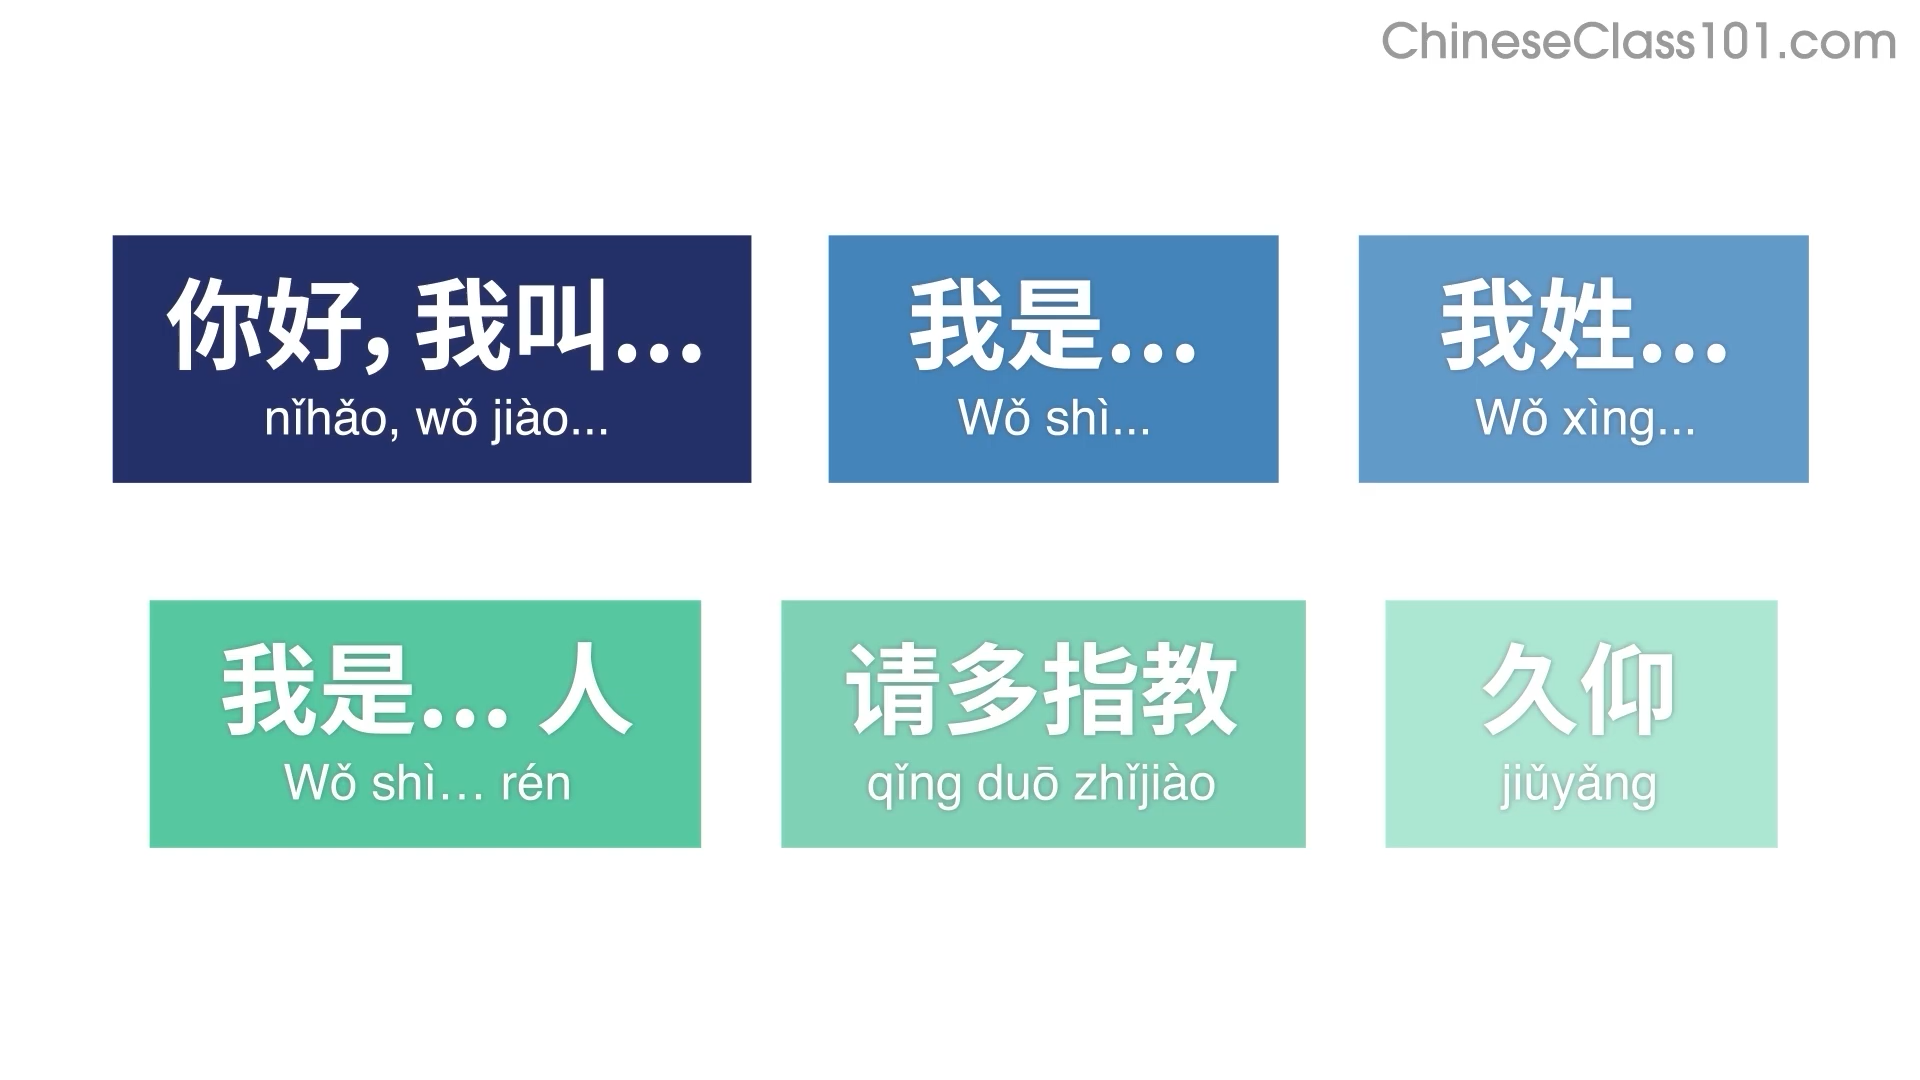 ChineseClass101.com
你好，我叫...
nǐhǎo, wǒ jiào...
我是...
Wǒ shì...
我姓...
Wǒ xìng...
我是... 人
Wǒ shì... rén
请多指教
qǐng duō zhǐjiào
久仰
jiǔyǎng